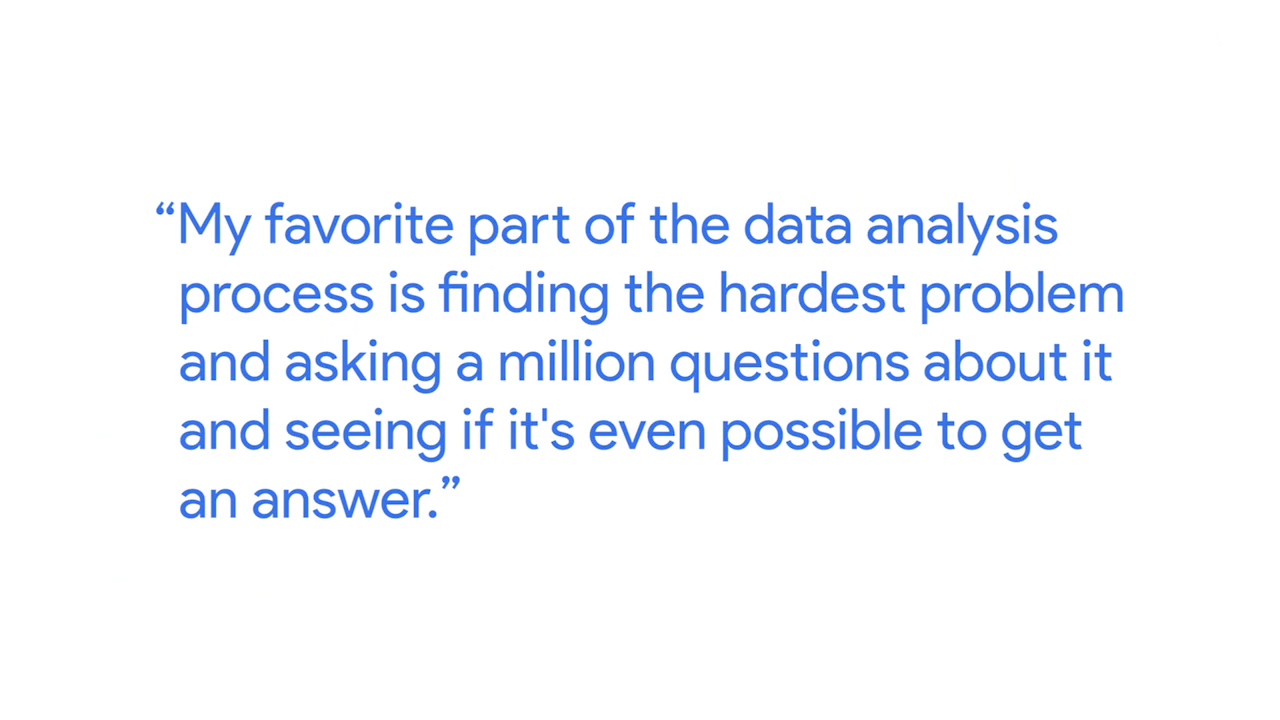 “My favorite part of the data analysis
process is finding the hardest problem
and asking a million questions about it
and seeing if it's even possible to get
an answer.”